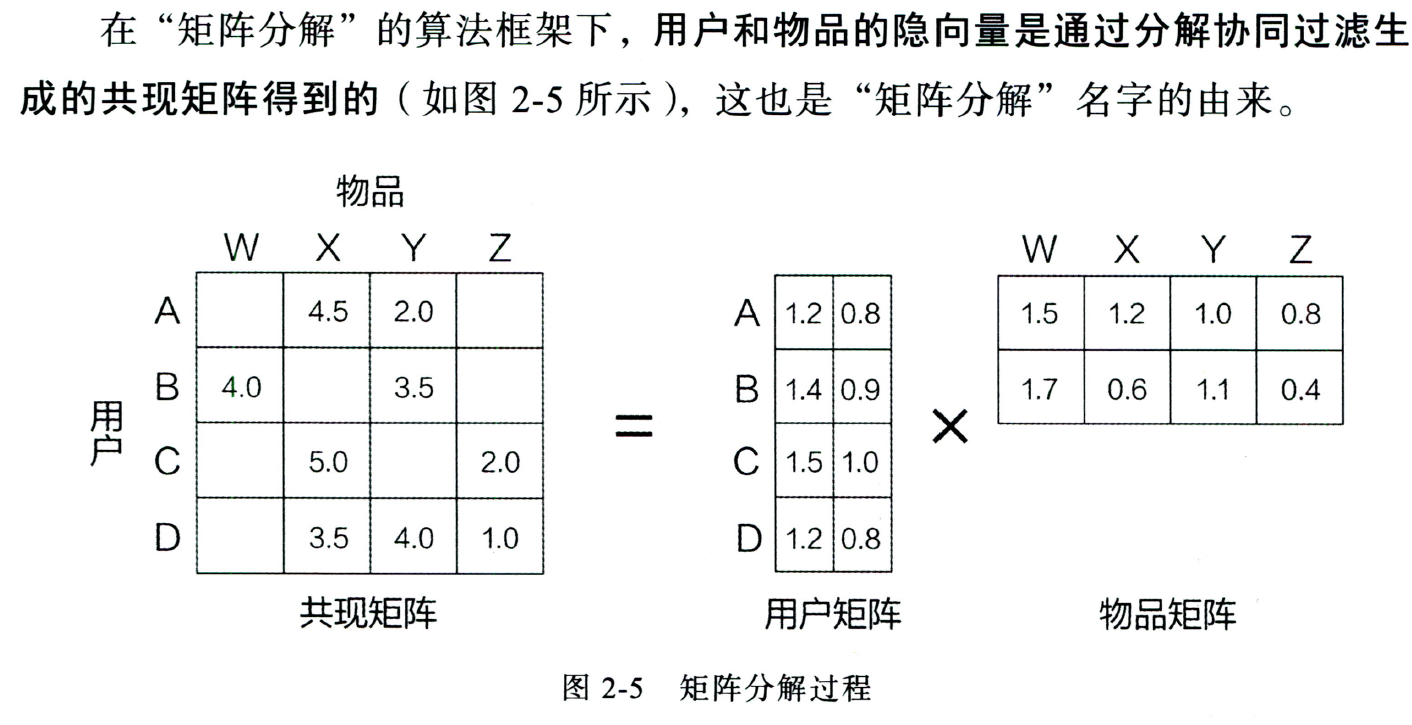 在“矩阵分解”的算法框架下，用户和物品的隐向量是通过分解协同过滤生
成的共现矩阵得到的（如图 2-5 所示），这也是“矩阵分解”名字的由来。
物品
W X Y Z
W X Y Z
A 4.5 2.0
A 1.2 0.8
1.5 1.2 1.0 0.8
B 4.0 3.5
B 1.4 0.9
1.7 0.6 1.1 0.4
用户
=
×
C 5.0 2.0
C 1.5 1.0
D 3.5 4.0 1.0
D 1.2 0.8
共现矩阵
用户矩阵
物品矩阵
图 2-5 矩阵分解过程